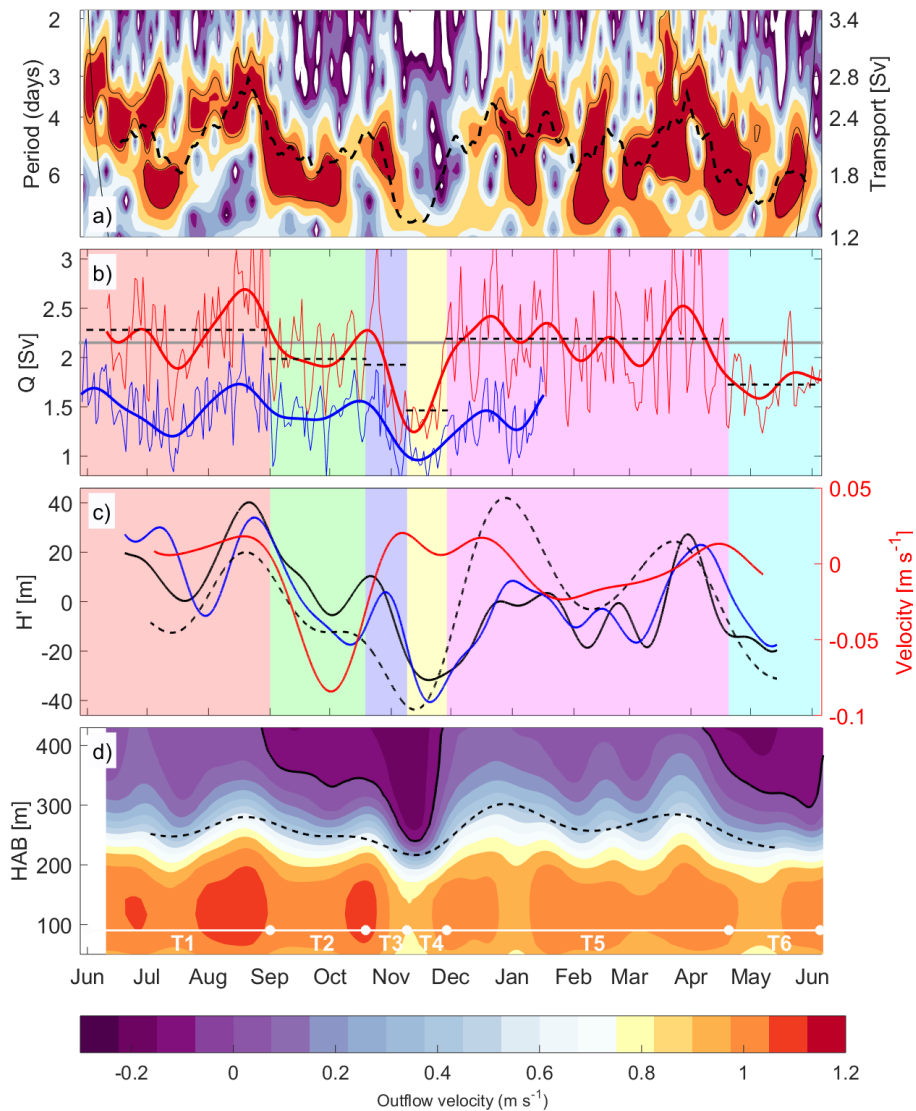 2
3
4
6
Period (days)
a)
3.4
2.8
2.4
1.8
1.2
Transport [Sv]
b)
3
2.5
2
1.5
1
Q [Sv]
c)
40
20
0
-20
-40
H' [m]
0.05
0
-0.05
-0.1
Velocity [m s⁻¹]
d)
400
300
200
100
HAB [m]
T1 T2 T3 T4 T5 T6
Jun Jul Aug Sep Oct Nov Dec Jan Feb Mar Apr May Jun
-0.2 0 0.2 0.4 0.6 0.8 1 1.2
Outflow velocity (m s⁻¹)